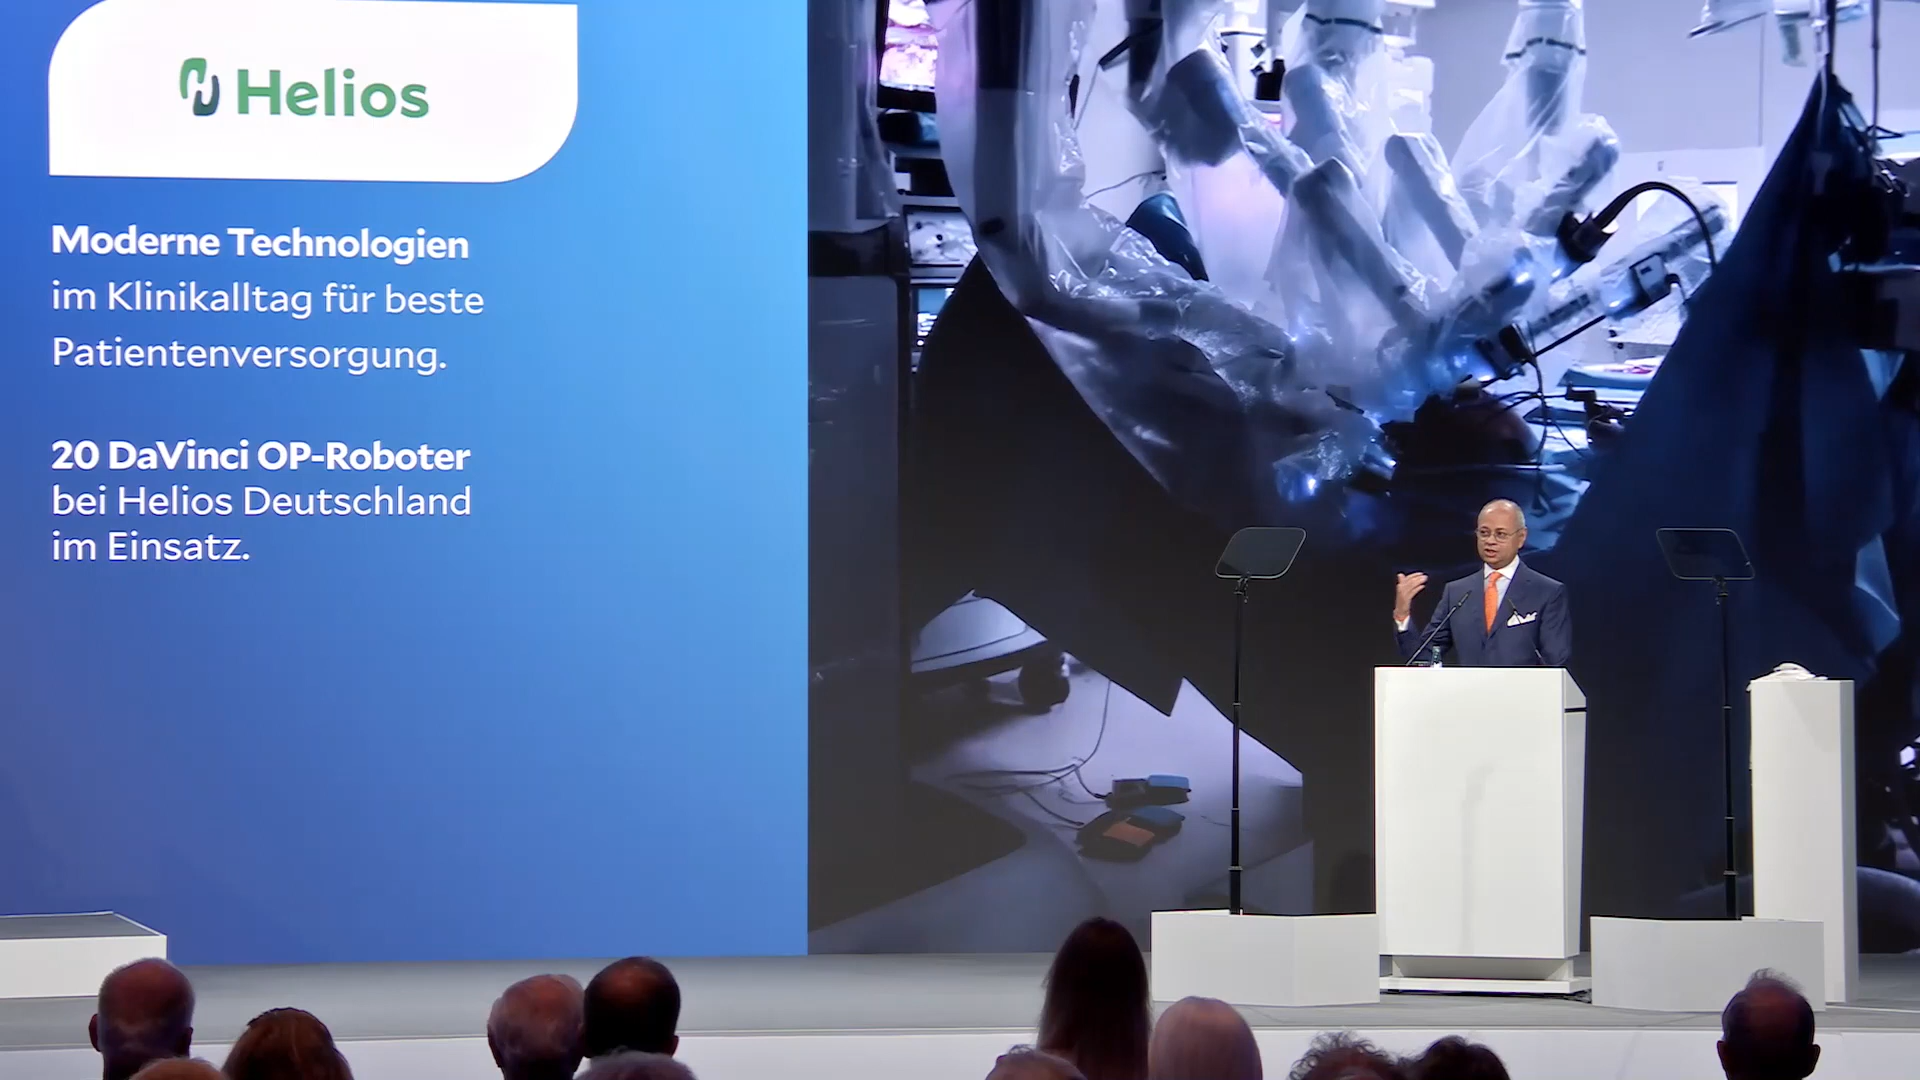 Helios
Moderne Technologien
im Klinikalltag für beste
Patientenversorgung.
20 DaVinci OP-Roboter
bei Helios Deutschland
im Einsatz.